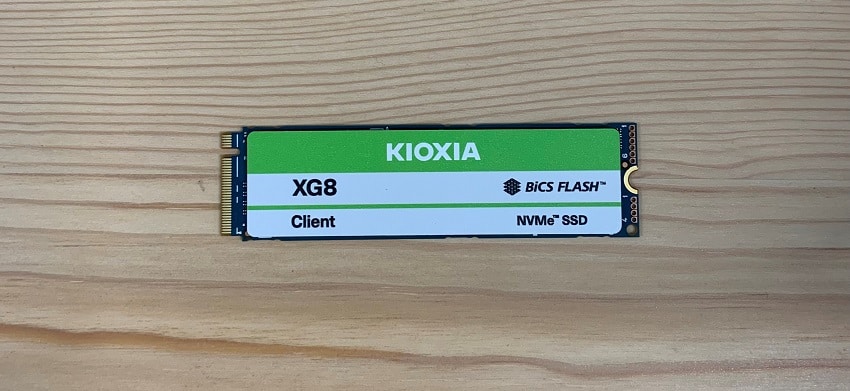 KIOXIA
XG8
BiCS FLASH™
Client
NVMe™ SSD